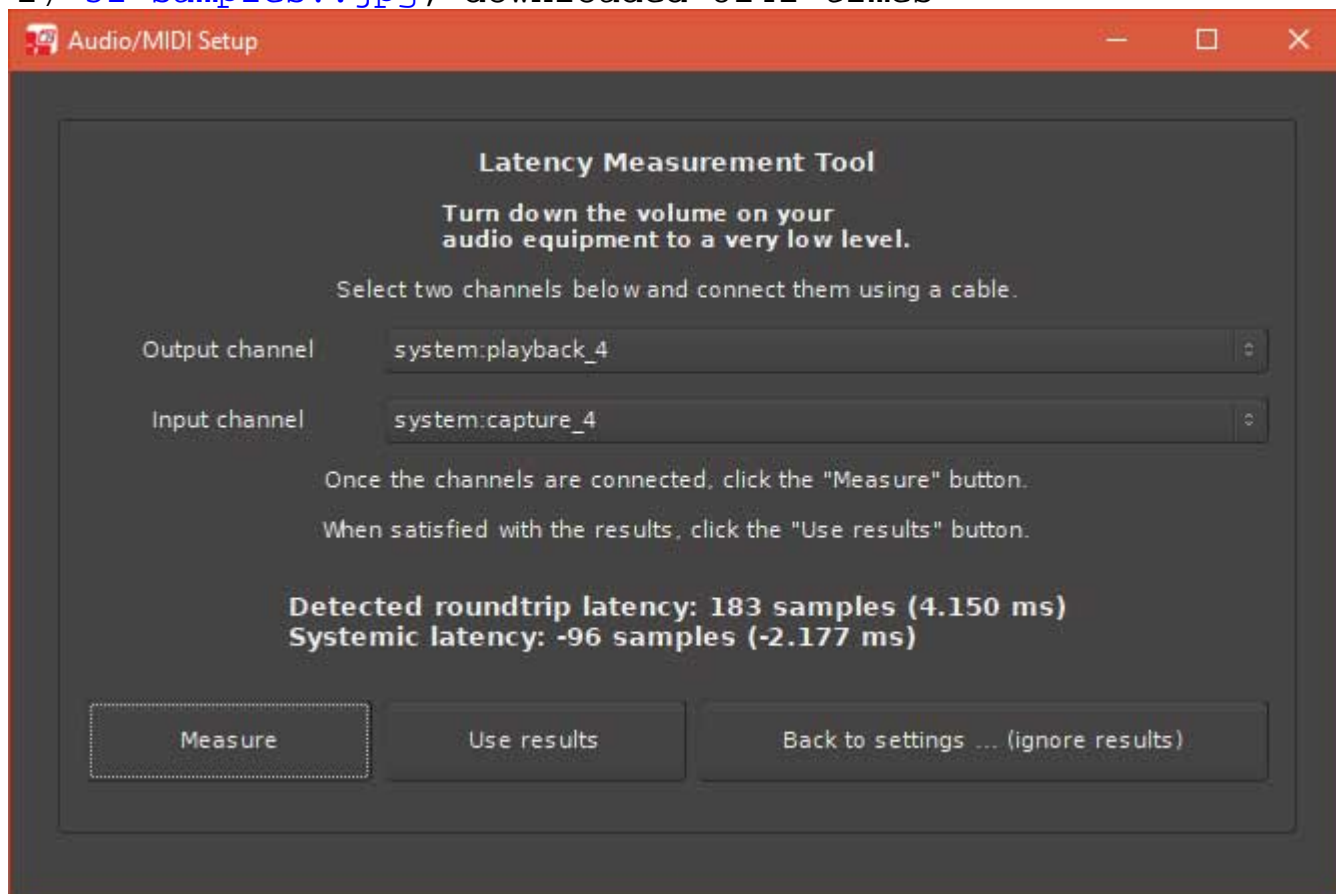 Audio/MIDI Setup
Latency Measurement Tool
Turn down the volume on your
audio equipment to a very low level.
Select two channels below and connect them using a cable.
Output channel system:playback_4
Input channel system:capture_4
Once the channels are connected, click the "Measure" button.
When satisfied with the results, click the "Use results" button.
Detected roundtrip latency: 183 samples (4.150 ms)
Systemic latency: -96 samples (-2.177 ms)
Measure Use results Back to settings ... (ignore results)